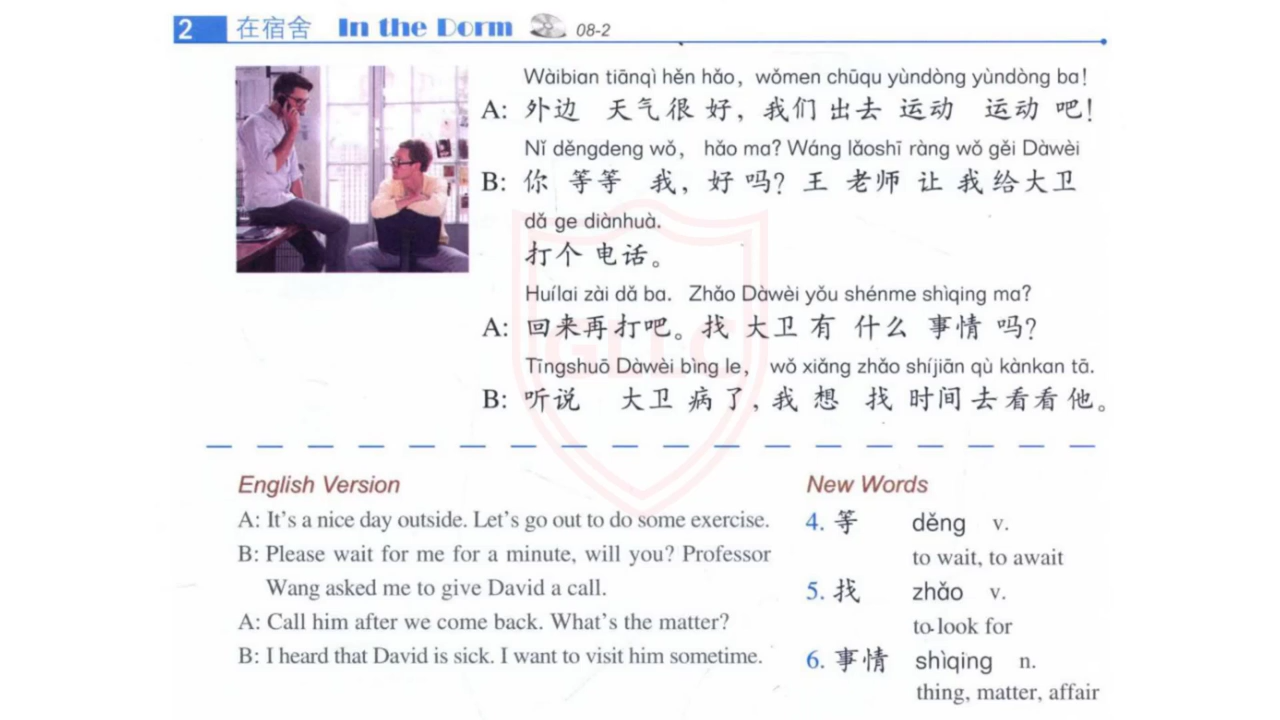 2 在宿舍 In the Dorm 08-2
Wàibian tiānqì hěn hǎo, wǒmen chūqu yùndòng yùndòng ba!
A: 外边 天气很 好, 我们 出去 运动 运动 吧!
Nǐ děngdeng wǒ, hǎo ma? Wáng lǎoshī ràng wǒ gěi Dàwèi
B: 你 等等 我, 好 吗? 王 老师 让 我 给 大卫
dǎ ge diànhuà.
打个 电话。
Huílai zài dǎ ba. Zhǎo Dàwèi yǒu shénme shìqing ma?
A: 回来再打吧。找 大卫 有 什么 事情 吗?
Tīngshuō Dàwèi bìng le, wǒ xiǎng zhǎo shíjiān qù kànkan tā.
B: 听说 大卫 病 了, 我 想 找 时间 去 看看 他。
GLLC
English Version
A: It's a nice day outside. Let's go out to do some exercise.
B: Please wait for me for a minute, will you? Professor
Wang asked me to give David a call.
A: Call him after we come back. What's the matter?
B: I heard that David is sick. I want to visit him sometime.
New Words
4. 等 děng v.
to wait, to await
5. 找 zhǎo v.
to look for
6. 事情 shìqing n.
thing, matter, affair